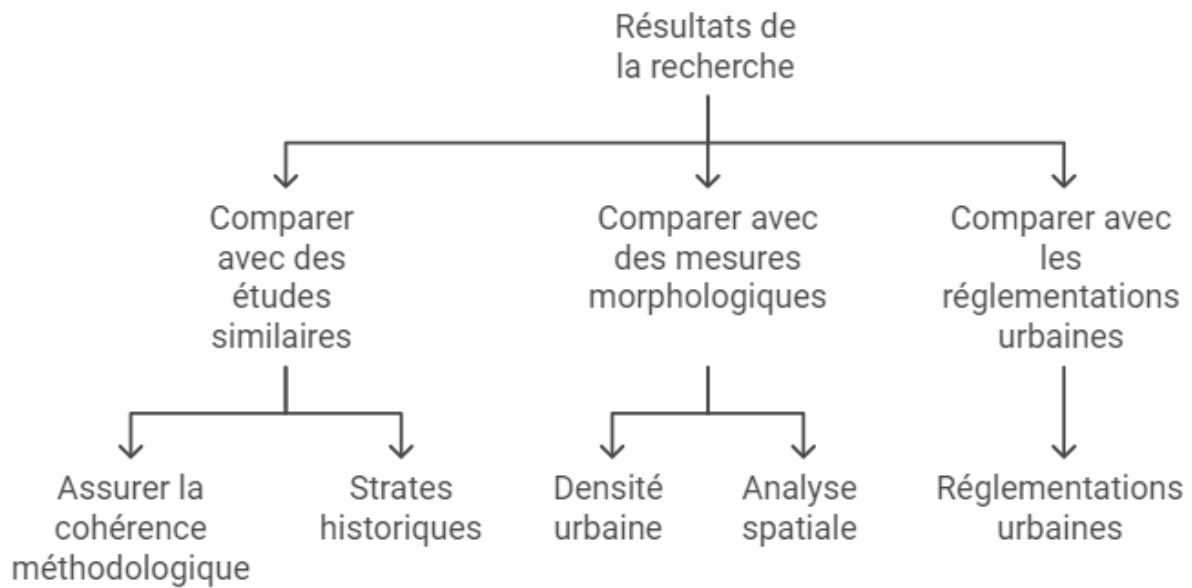 Résultats de
la recherche
Comparer
avec des
études
similaires
Comparer avec
des mesures
morphologiques
Comparer avec
les
réglementations
urbaines
Assurer la
cohérence
méthodologique
Strates
historiques
Densité
urbaine
Analyse
spatiale
Réglementations
urbaines